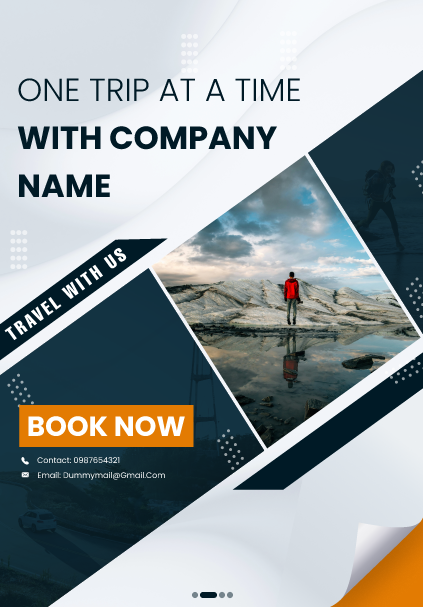 ONE TRIP AT A TIME
WITH COMPANY
NAME
TRAVEL WITH US
BOOK NOW
Contact: 0987654321
Email: Dummymail@Gmail.Com